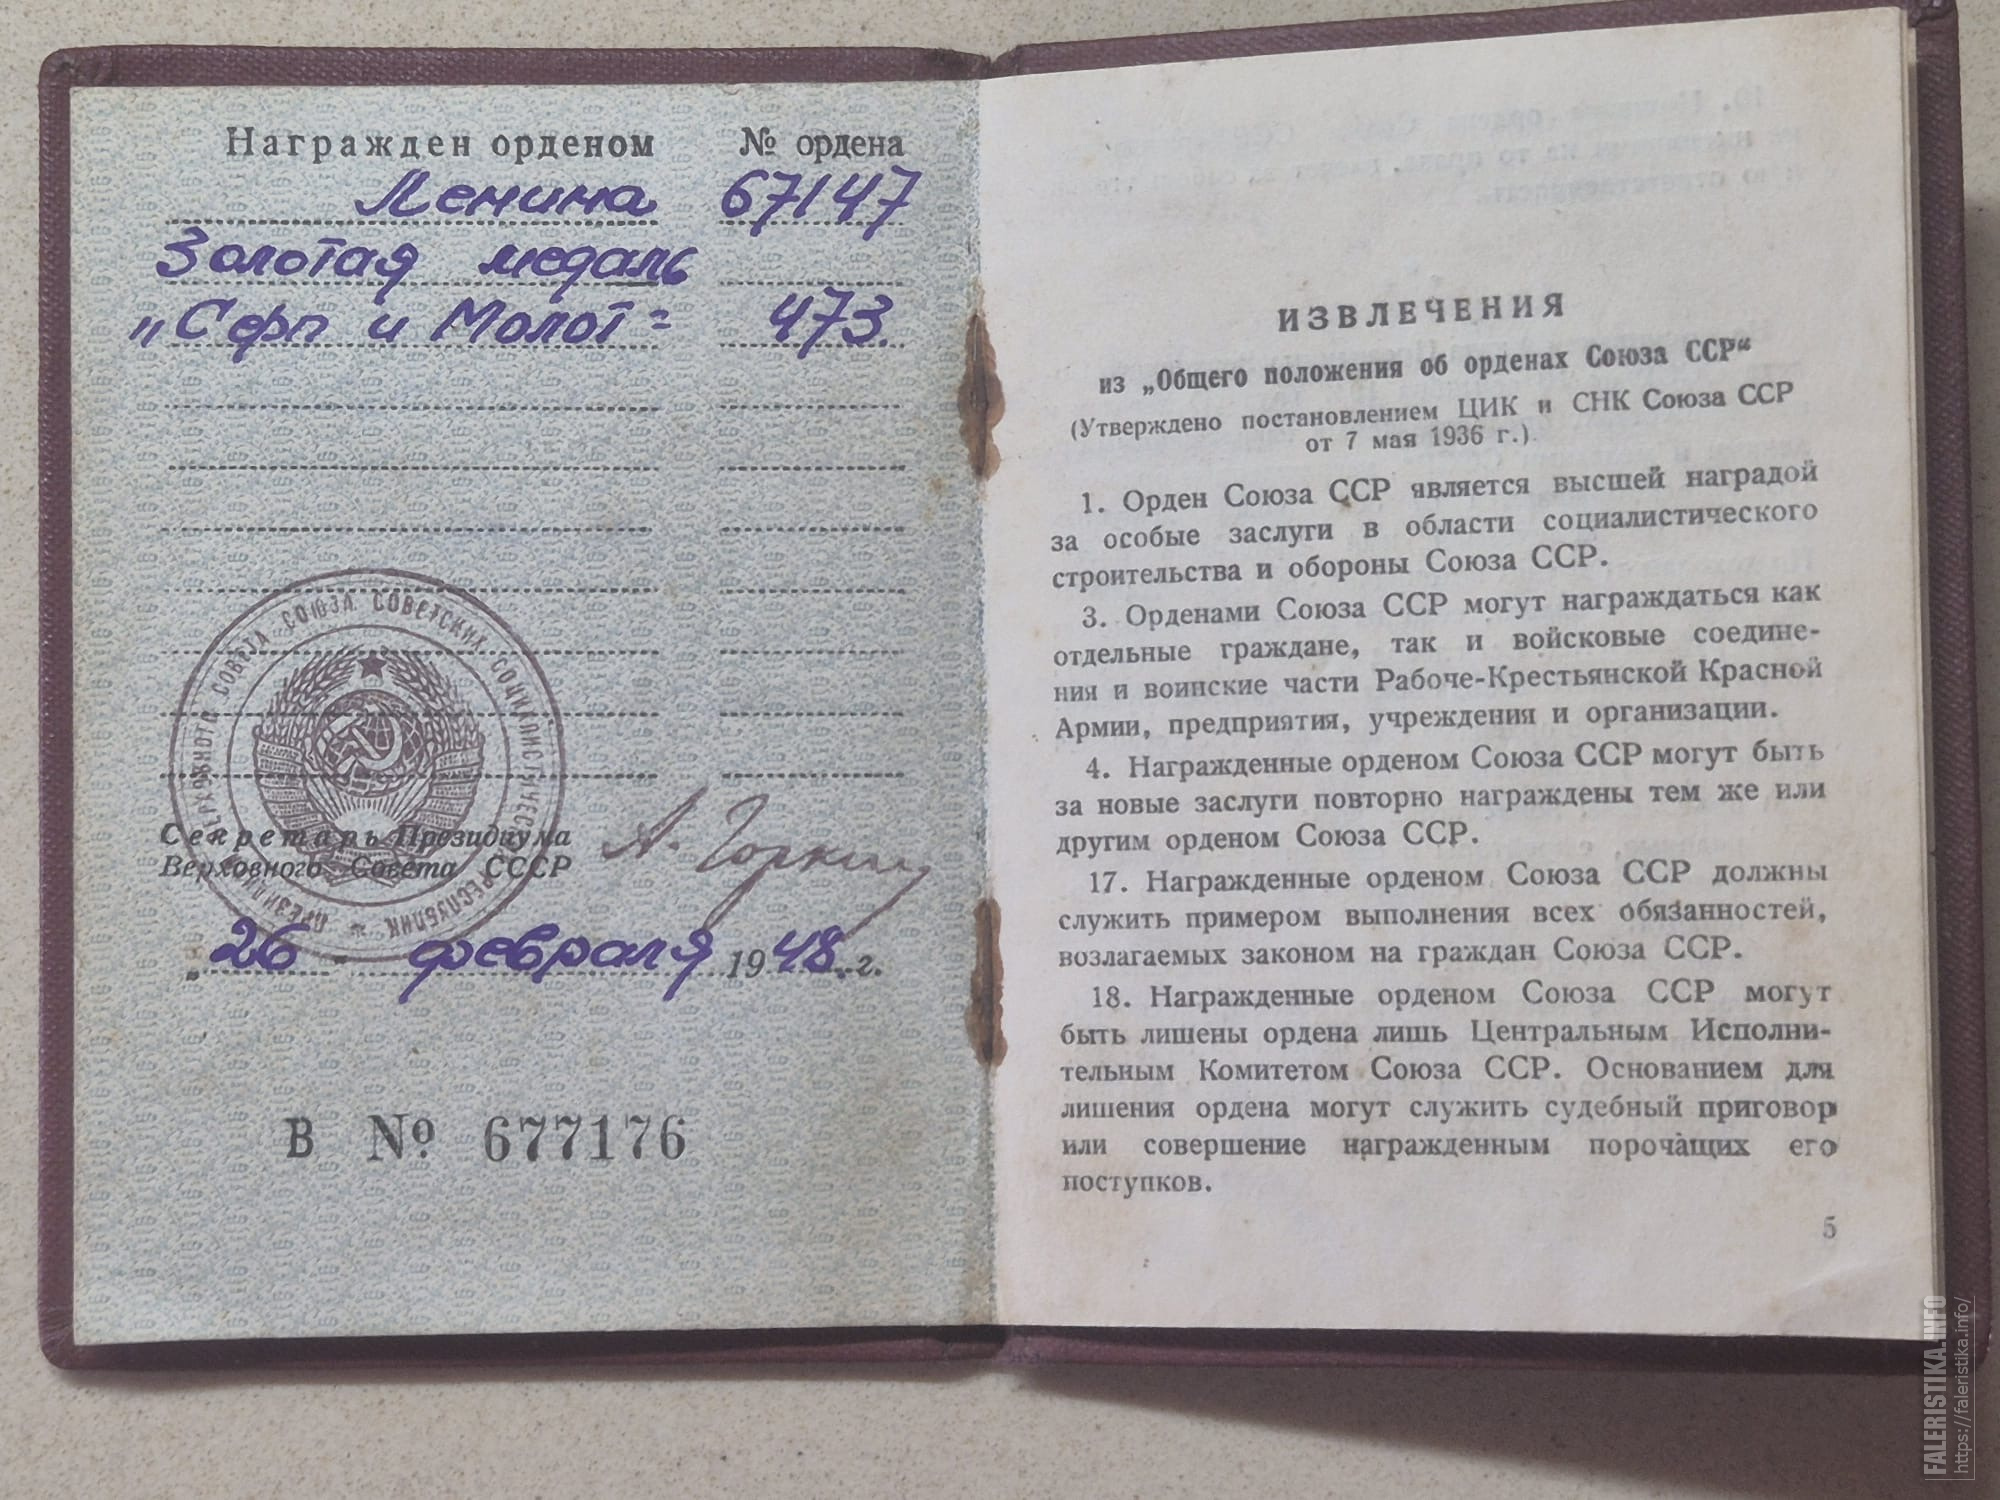 Награжден орденом № ордена
Ленина 67147
Золотая медаль
„Серп и Молот" 473.
ВЕРХОВНОГО СОВЕТА СОЮЗА СОВЕТСКИХ СОЦИАЛИСТИЧЕС РЕСПУБЛИК * ПРЕЗИДИУМ
Секретарь Президиума
Верховного Совета СССР
А. Горкин
„26" февраля 1948 г.
В № 677176
ИЗВЛЕЧЕНИЯ
из „Общего положения об орденах Союза ССР"
(Утверждено постановлением ЦИК и СНК Союза ССР
от 7 мая 1936 г.)
1. Орден Союза ССР является высшей наградой
за особые заслуги в области социалистического
строительства и обороны Союза ССР.
3. Орденами Союза ССР могут награждаться как
отдельные граждане, так и войсковые соедине-
ния и воинские части Рабоче-Крестьянской Красной
Армии, предприятия, учреждения и организации.
4. Награжденные орденом Союза ССР могут быть
за новые заслуги повторно награждены тем же или
другим орденом Союза ССР.
17. Награжденные орденом Союза ССР должны
служить примером выполнения всех обязанностей,
возлагаемых законом на граждан Союза ССР.
18. Награжденные орденом Союза ССР могут
быть лишены ордена лишь Центральным Исполни-
тельным Комитетом Союза ССР. Основанием для
лишения ордена могут служить судебный приговор
или совершение награжденным порочащих его
поступков.
5
FALERISTIKA.INFO
https://faleristika.info/